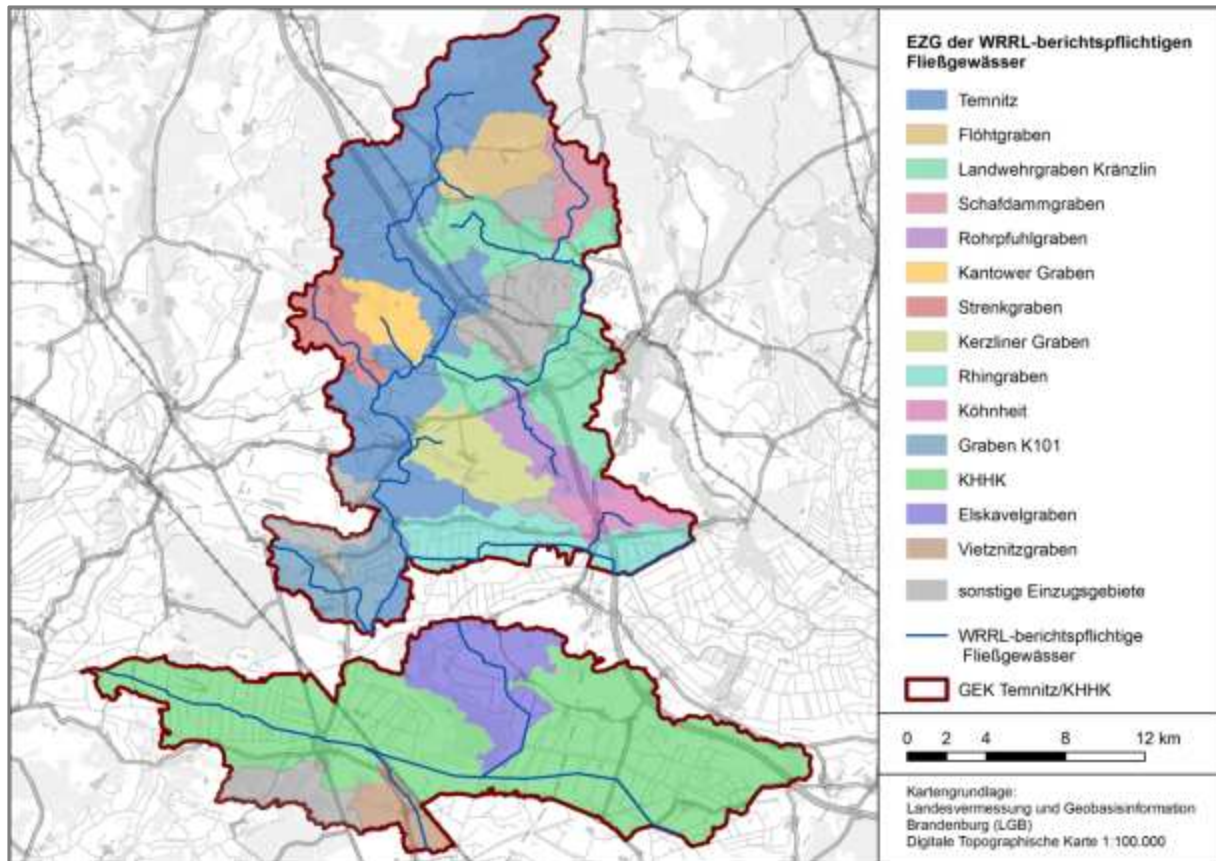 EZG der WRRL-berichtspflichtigen
Fließgewässer
Temnitz
Flöhtgraben
Landwehrgraben Kränzlin
Schafdammgraben
Rohrpfuhlgraben
Kantower Graben
Strenkgraben
Kerzliner Graben
Rhingraben
Köhnheit
Graben K101
KHHK
Elskavelgraben
Vietznitzgraben
sonstige Einzugsgebiete
WRRL-berichtspflichtige
Fließgewässer
GEK Temnitz/KHHK
0 2 4 8 12 km
Kartengrundlage:
Landesvermessung und Geobasisinformation
Brandenburg (LGB)
Digitale Topographische Karte 1:100.000